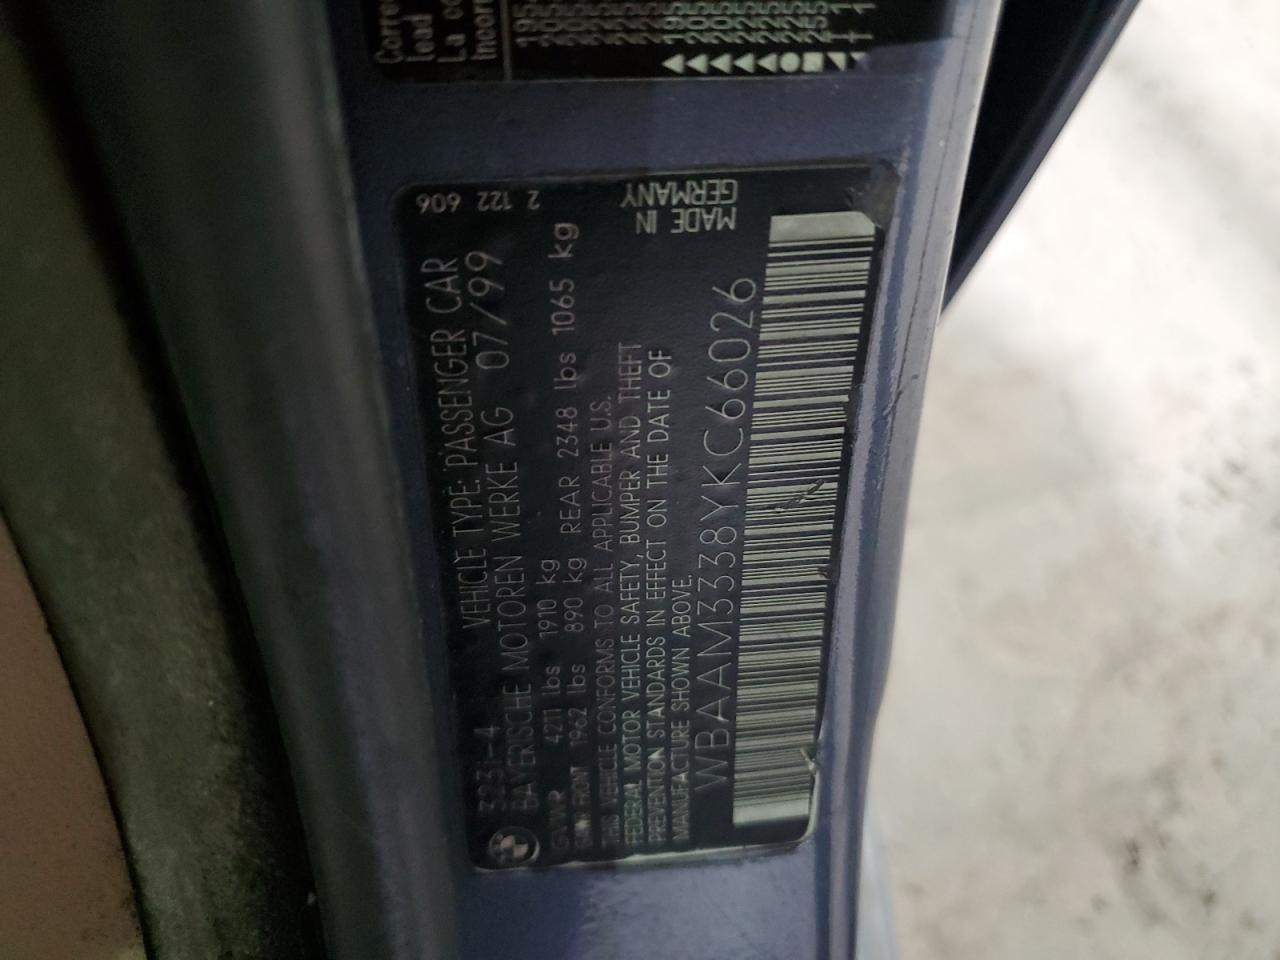 323i-4 VEHICLE TYPE: PASSENGER CAR
BAYERISCHE MOTOREN WERKE AG 07/99
GVWR 4211 lbs 1910 kg
FRONT 1962 lbs 890 kg REAR 2348 lbs 1065 kg
THIS VEHICLE CONFORMS TO ALL APPLICABLE U.S.
FEDERAL MOTOR VEHICLE SAFETY, BUMPER AND THEFT
PREVENTION STANDARDS IN EFFECT ON THE DATE OF
MANUFACTURE SHOWN ABOVE.
WBAAM3338YKC66026
2 122 606
MADE IN
GERMANY
Lead
La